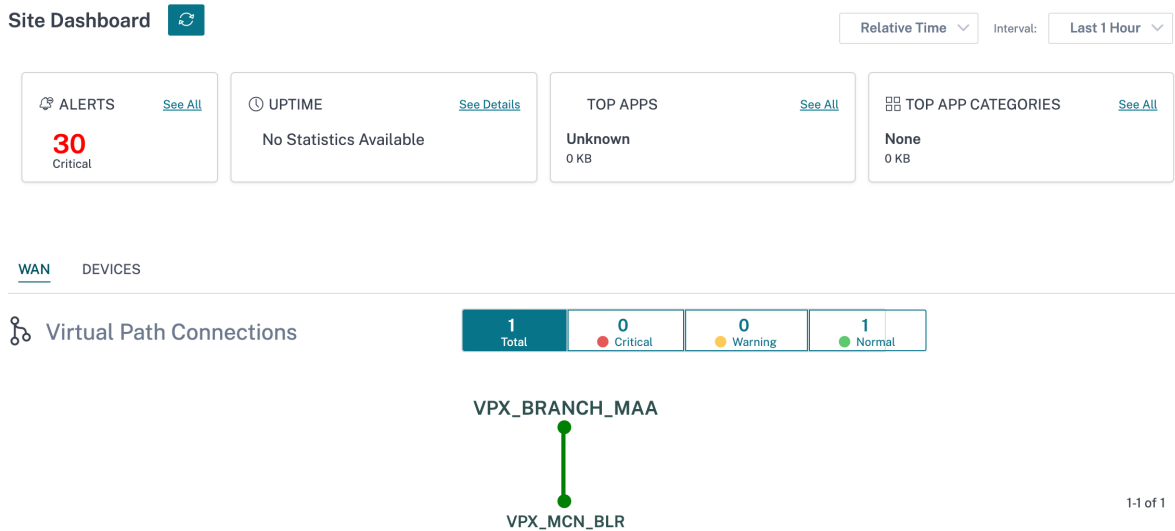 Site Dashboard
Relative Time
Interval:
Last 1 Hour
ALERTS
See All
30
Critical
UPTIME
See Details
No Statistics Available
TOP APPS
See All
Unknown
0 KB
TOP APP CATEGORIES
See All
None
0 KB
WAN
DEVICES
Virtual Path Connections
1
Total
0
Critical
0
Warning
1
Normal
VPX_BRANCH_MAA
VPX_MCN_BLR
1-1 of 1